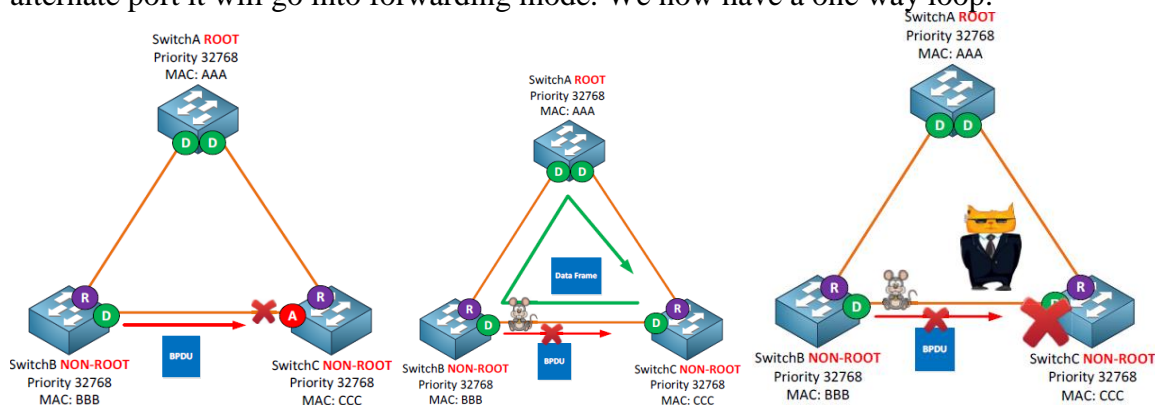 alternate port it will go into forwarding mode. We now have a one way loop.
SwitchA ROOT
Priority 32768
MAC: AAA
D D
R
D
A
R
BPDU
SwitchB NON-ROOT
Priority 32768
MAC: BBB
SwitchC NON-ROOT
Priority 32768
MAC: CCC
SwitchA ROOT
Priority 32768
MAC: AAA
D D
Data Frame
R
D
D
R
BPDU
SwitchB NON-ROOT
Priority 32768
MAC: BBB
SwitchC NON-ROOT
Priority 32768
MAC: CCC
SwitchA ROOT
Priority 32768
MAC: AAA
D D
R
D
R
BPDU
SwitchB NON-ROOT
Priority 32768
MAC: BBB
SwitchC NON-ROOT
Priority 32768
MAC: CCC